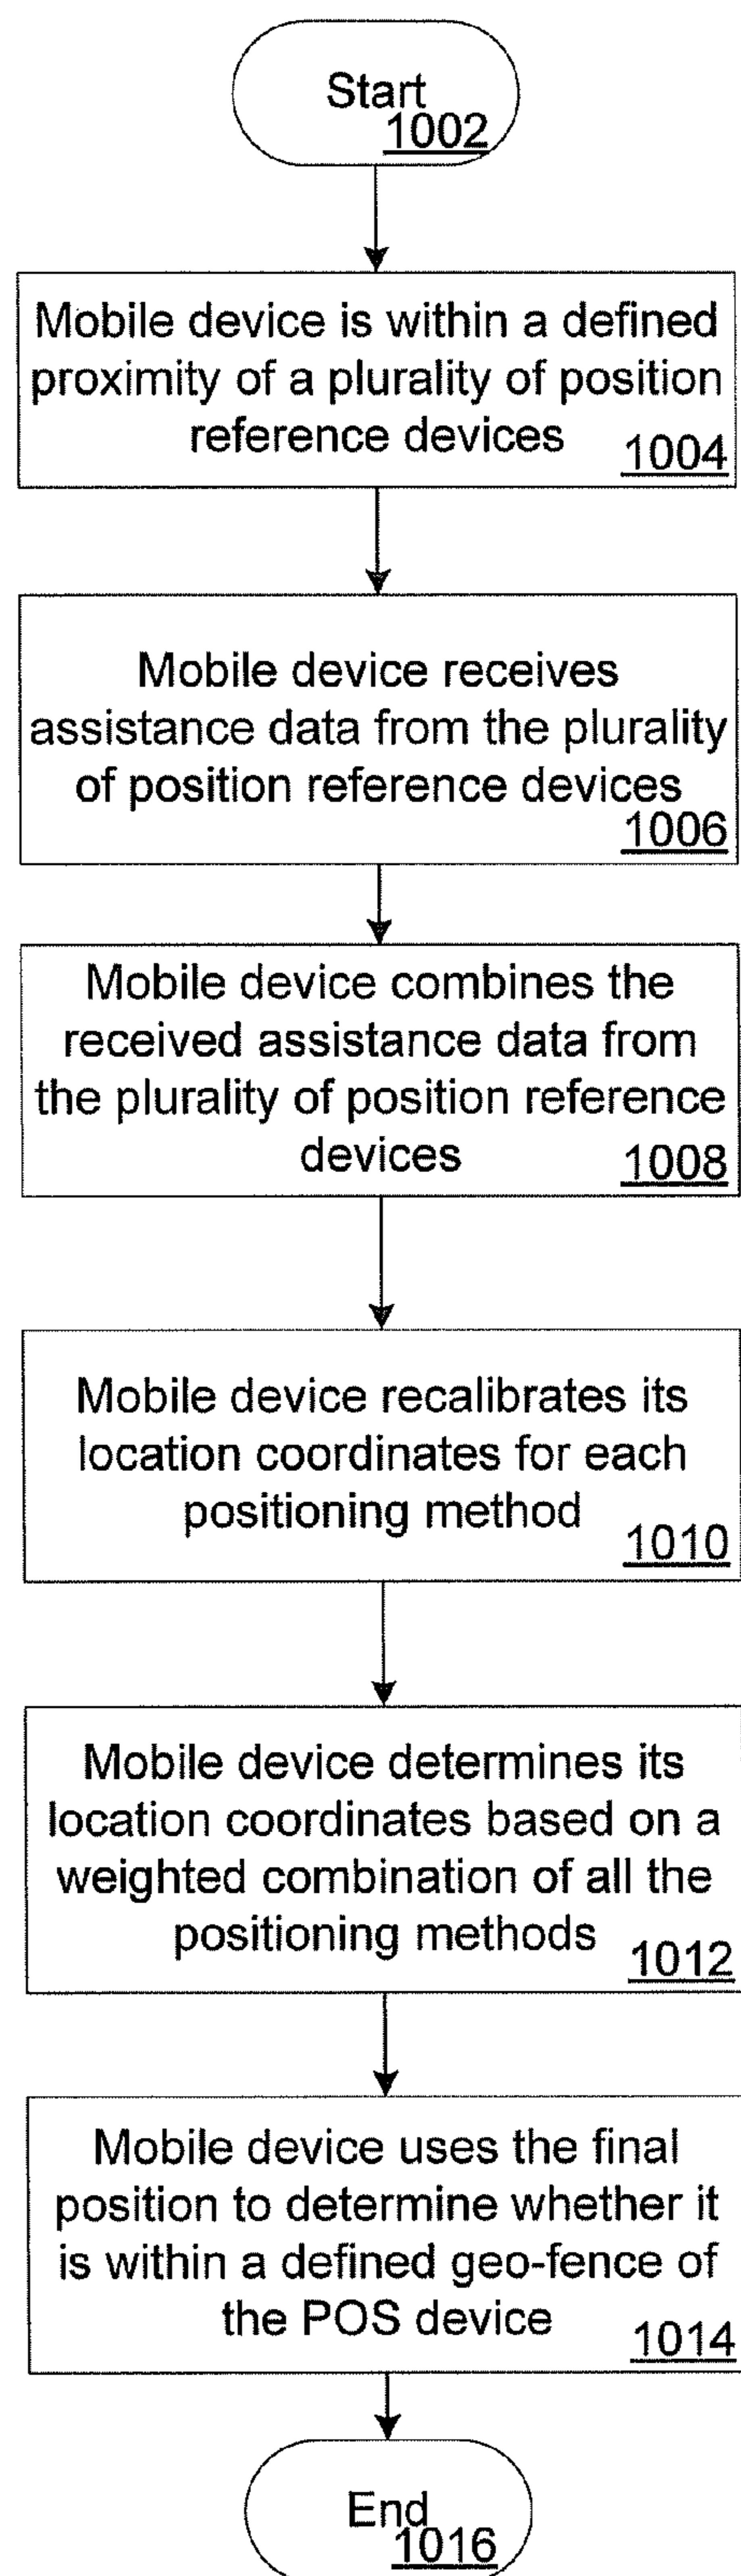 Start
1002
Mobile device is within a defined
proximity of a plurality of position
reference devices
1004
Mobile device receives
assistance data from the plurality
of position reference devices
1006
Mobile device combines the
received assistance data from
the plurality of position reference
devices
1008
Mobile device recalibrates its
location coordinates for each
positioning method
1010
Mobile device determines its
location coordinates based on a
weighted combination of all the
positioning methods
1012
Mobile device uses the final
position to determine whether it
is within a defined geo-fence of
the POS device
1014
End
1016